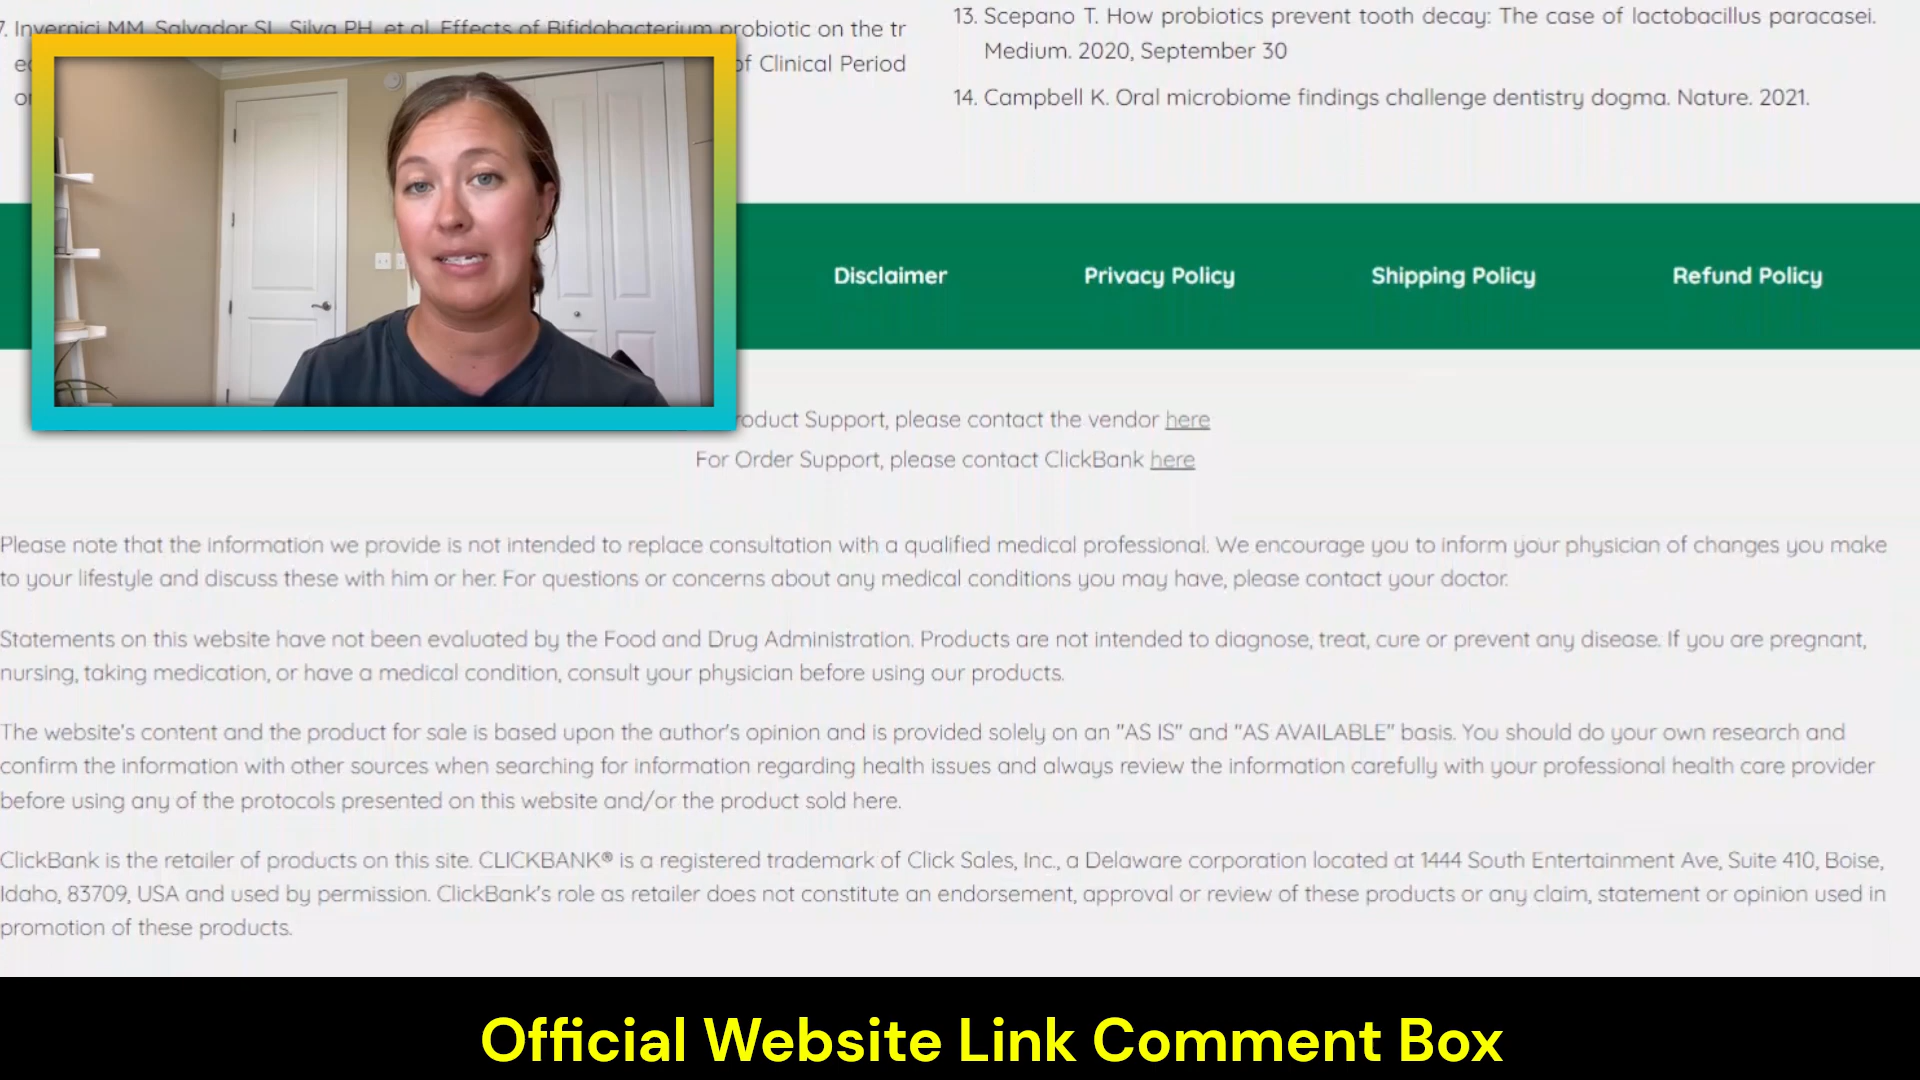 7. Invernici MM, Salvador SL, Silva PH, et al. Effects of Bifidobacterium probiotic on the tr
of Clinical Period
13. Scepano T. How probiotics prevent tooth decay: The case of lactobacillus paracasei.
Medium. 2020, September 30
14. Campbell K. Oral microbiome findings challenge dentistry dogma. Nature. 2021.
Disclaimer
Privacy Policy
Shipping Policy
Refund Policy
roduct Support, please contact the vendor here
For Order Support, please contact ClickBank here
Please note that the information we provide is not intended to replace consultation with a qualified medical professional. We encourage you to inform your physician of changes you make
to your lifestyle and discuss these with him or her. For questions or concerns about any medical conditions you may have, please contact your doctor.
Statements on this website have not been evaluated by the Food and Drug Administration. Products are not intended to diagnose, treat, cure or prevent any disease. If you are pregnant,
nursing, taking medication, or have a medical condition, consult your physician before using our products.
The website's content and the product for sale is based upon the author's opinion and is provided solely on an "AS IS" and "AS AVAILABLE" basis. You should do your own research and
confirm the information with other sources when searching for information regarding health issues and always review the information carefully with your professional health care provider
before using any of the protocols presented on this website and/or the product sold here.
ClickBank is the retailer of products on this site. CLICKBANK® is a registered trademark of Click Sales, Inc., a Delaware corporation located at 1444 South Entertainment Ave, Suite 410, Boise,
Idaho, 83709, USA and used by permission. ClickBank's role as retailer does not constitute an endorsement, approval or review of these products or any claim, statement or opinion used in
promotion of these products.
Official Website Link Comment Box